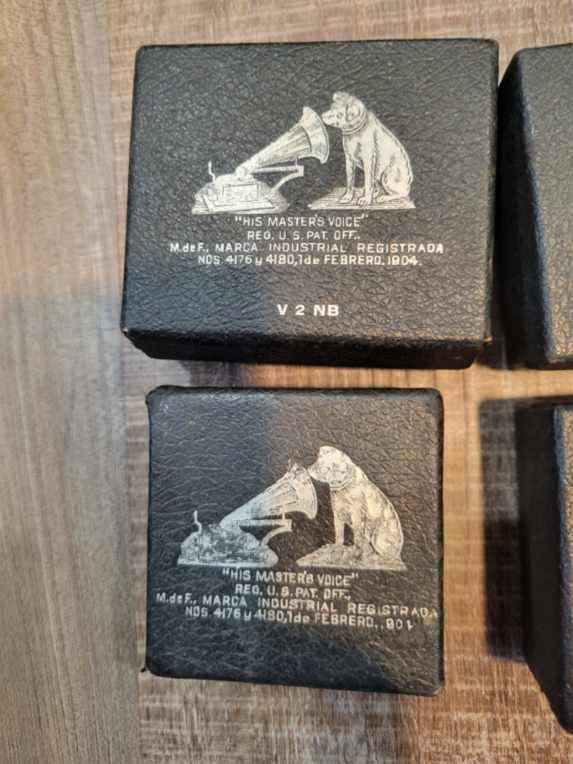 "HIS MASTER'S VOICE"
REG. U. S. PAT. OFF.,
M.deF., MARCA INDUSTRIAL REGISTRADA
NOS. 4176 y 4180, 1 de FEBRERO. 1904.
V 2 NB
"HIS MASTER'S VOICE"
REG. U. S. PAT. OFF.,
M.deF., MARCA INDUSTRIAL REGISTRADA
NOS. 4176 y 4180, 1 de FEBRERO.,